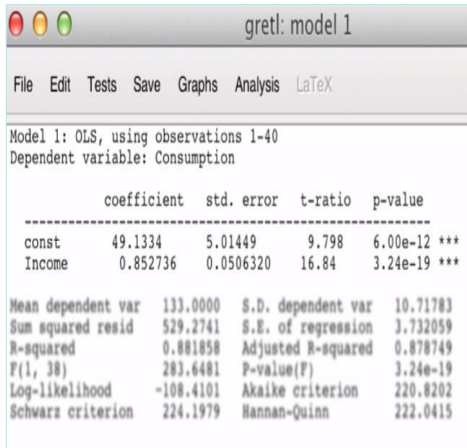 gretl: model 1
File Edit Tests Save Graphs Analysis LaTeX
Model 1: OLS, using observations 1-40
Dependent variable: Consumption
coefficient std. error t-ratio p-value
const 49.1334 5.01449 9.798 6.00e-12 ***
Income 0.852736 0.0506320 16.84 3.24e-19 ***
Mean dependent var 133.0000 S.D. dependent var 10.71783
Sum squared resid 529.2741 S.E. of regression 3.732059
R-squared 0.881858 Adjusted R-squared 0.878749
F(1, 38) 283.6481 P-value(F) 3.24e-19
Log-likelihood -108.4101 Akaike criterion 220.8202
Schwarz criterion 224.1979 Hannan-Quinn 222.0415